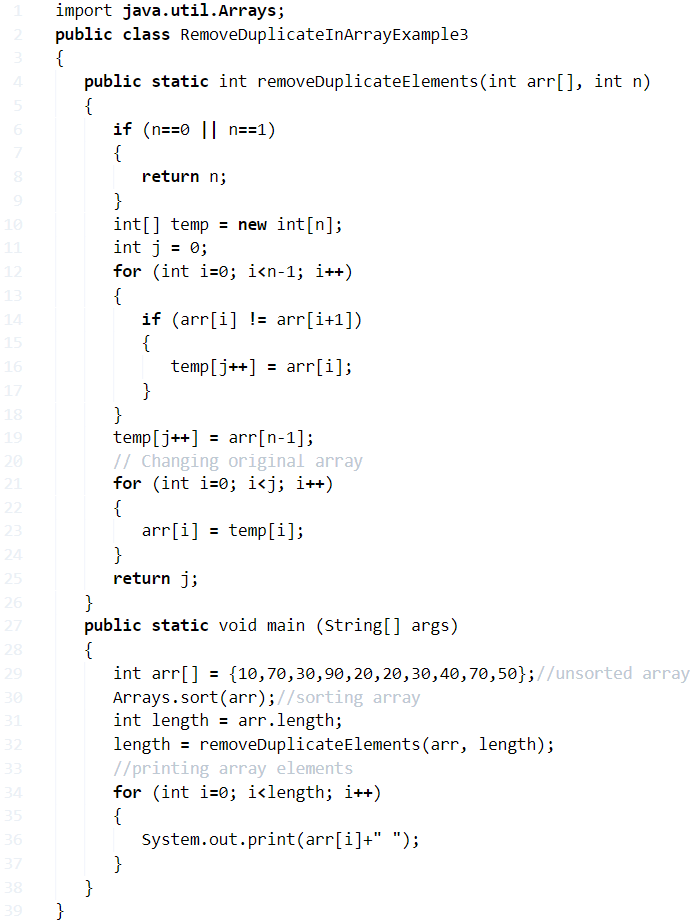 1 import java.util.Arrays;
2 public class RemoveDuplicateInArrayExample3
3 {
4 public static int removeDuplicateElements(int arr[], int n)
5 {
6 if (n==0 || n==1)
7 {
8 return n;
9 }
10 int[] temp = new int[n];
11 int j = 0;
12 for (int i=0; i<n-1; i++)
13 {
14 if (arr[i] != arr[i+1])
15 {
16 temp[j++] = arr[i];
17 }
18 }
19 temp[j++] = arr[n-1];
20 // Changing original array
21 for (int i=0; i<j; i++)
22 {
23 arr[i] = temp[i];
24 }
25 return j;
26 }
27 public static void main (String[] args)
28 {
29 int arr[] = {10,70,30,90,20,20,30,40,70,50};//unsorted array
30 Arrays.sort(arr);//sorting array
31 int length = arr.length;
32 length = removeDuplicateElements(arr, length);
33 //printing array elements
34 for (int i=0; i<length; i++)
35 {
36 System.out.print(arr[i]+" ");
37 }
38 }
39 }